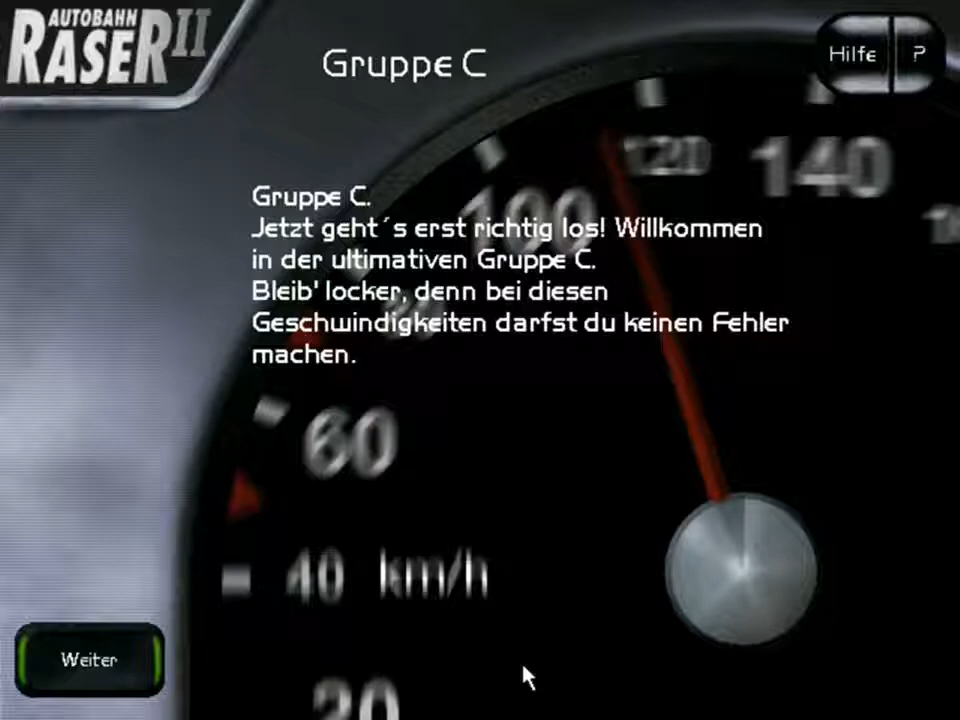 AUTOBAHN
RASER II
Gruppe C
Hilfe ?
120 140
100
Gruppe C.
Jetzt geht´s erst richtig los! Willkommen
in der ultimativen Gruppe C.
Bleib' locker, denn bei diesen
Geschwindigkeiten darfst du keinen Fehler
machen.
60
40 km/h
Weiter
20